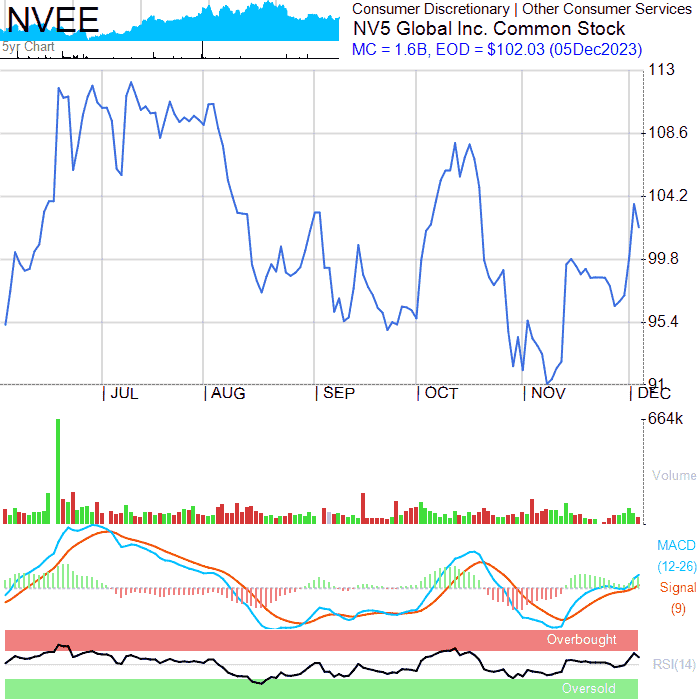 NVEE
5yr Chart
Consumer Discretionary | Other Consumer Services
NV5 Global Inc. Common Stock
MC = 1.6B, EOD = $102.03 (05Dec2023)
113
108.6
104.2
99.8
95.4
91
JUL
AUG
SEP
OCT
NOV
DEC
664k
Volume
MACD
(12-26)
Signal
(9)
Overbought
RSI(14)
Oversold